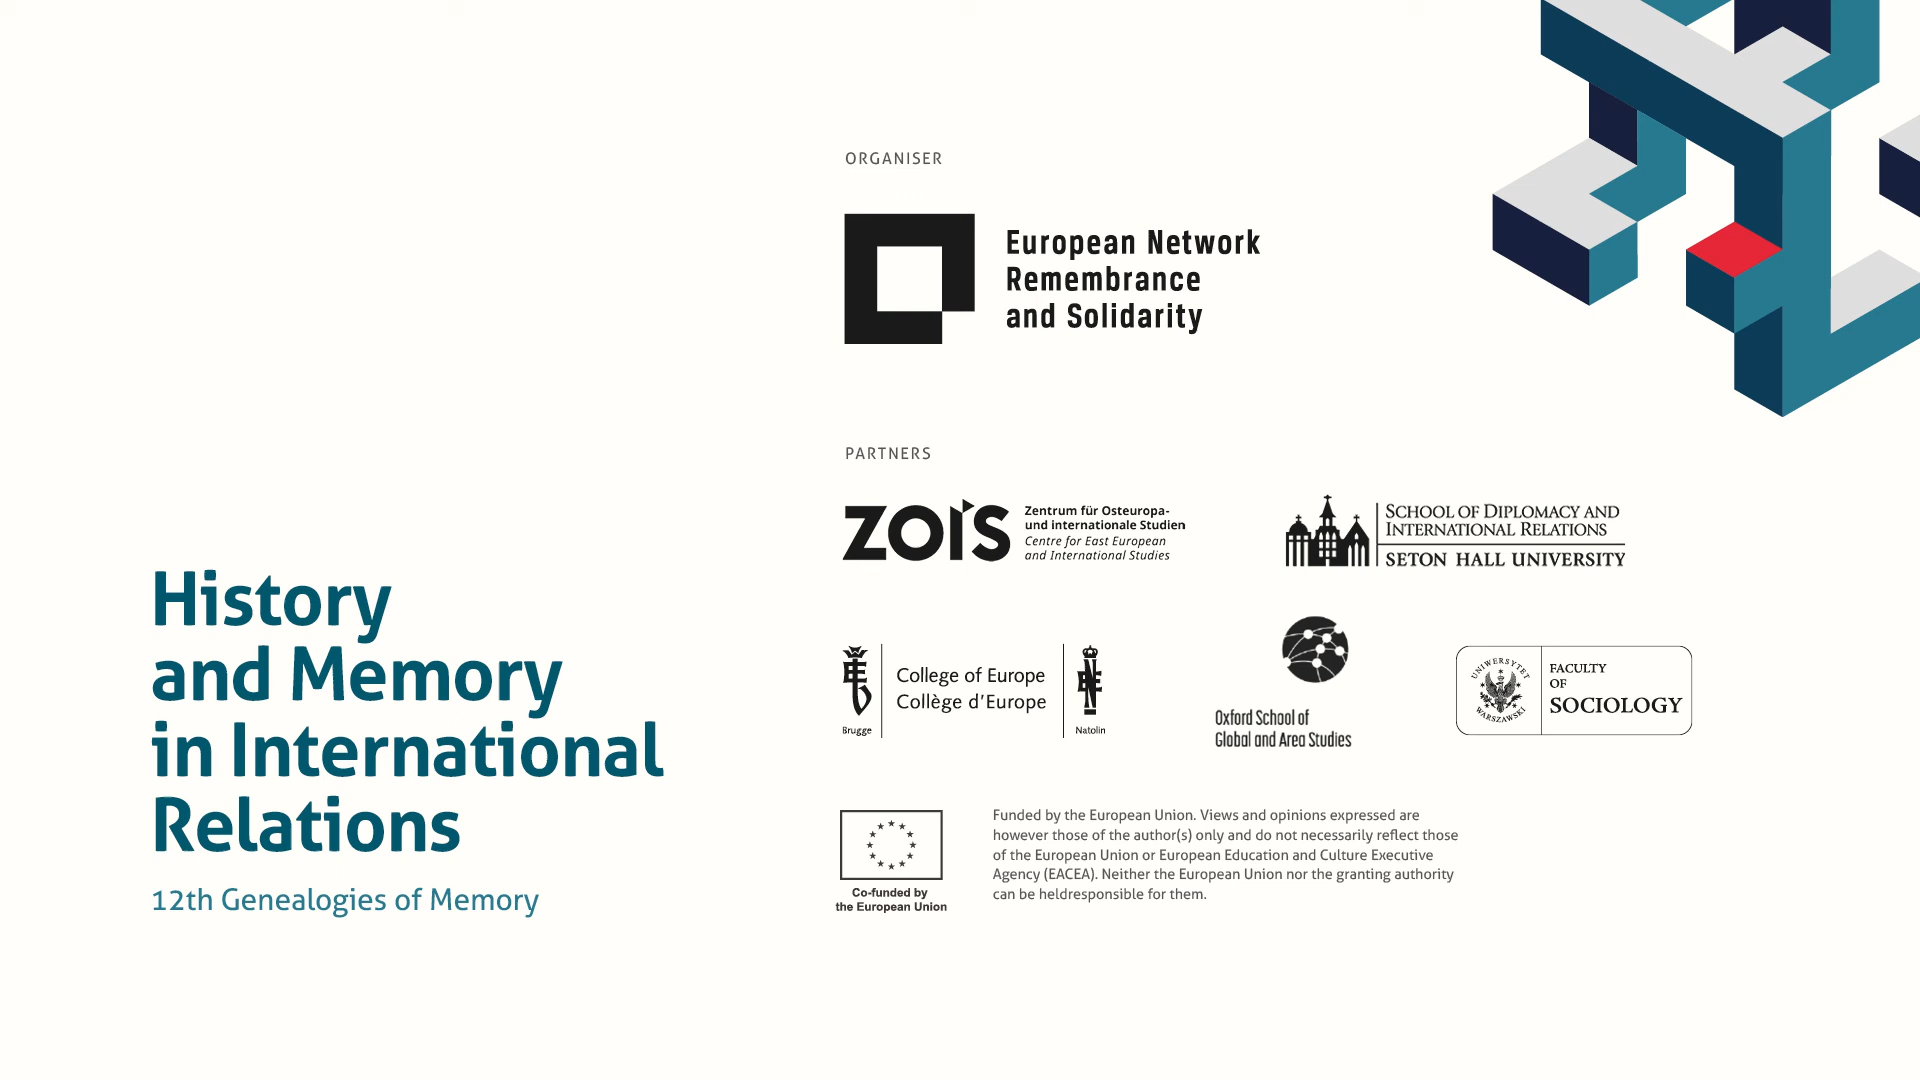 History
and Memory
in International
Relations
12th Genealogies of Memory
ORGANISER
European Network
Remembrance
and Solidarity
PARTNERS
ZOiS
Zentrum für Osteuropa-
und internationale Studien
Centre for East European
and International Studies
SCHOOL OF DIPLOMACY AND
INTERNATIONAL RELATIONS
SETON HALL UNIVERSITY
Brugge
College of Europe
Collège d'Europe
Natolin
Oxford School of
Global and Area Studies
UNIWERSYTET
WARSZAWSKI
FACULTY
OF
SOCIOLOGY
Co-funded by
the European Union
Funded by the European Union. Views and opinions expressed are
however those of the author(s) only and do not necessarily reflect those
of the European Union or European Education and Culture Executive
Agency (EACEA). Neither the European Union nor the granting authority
can be heldresponsible for them.